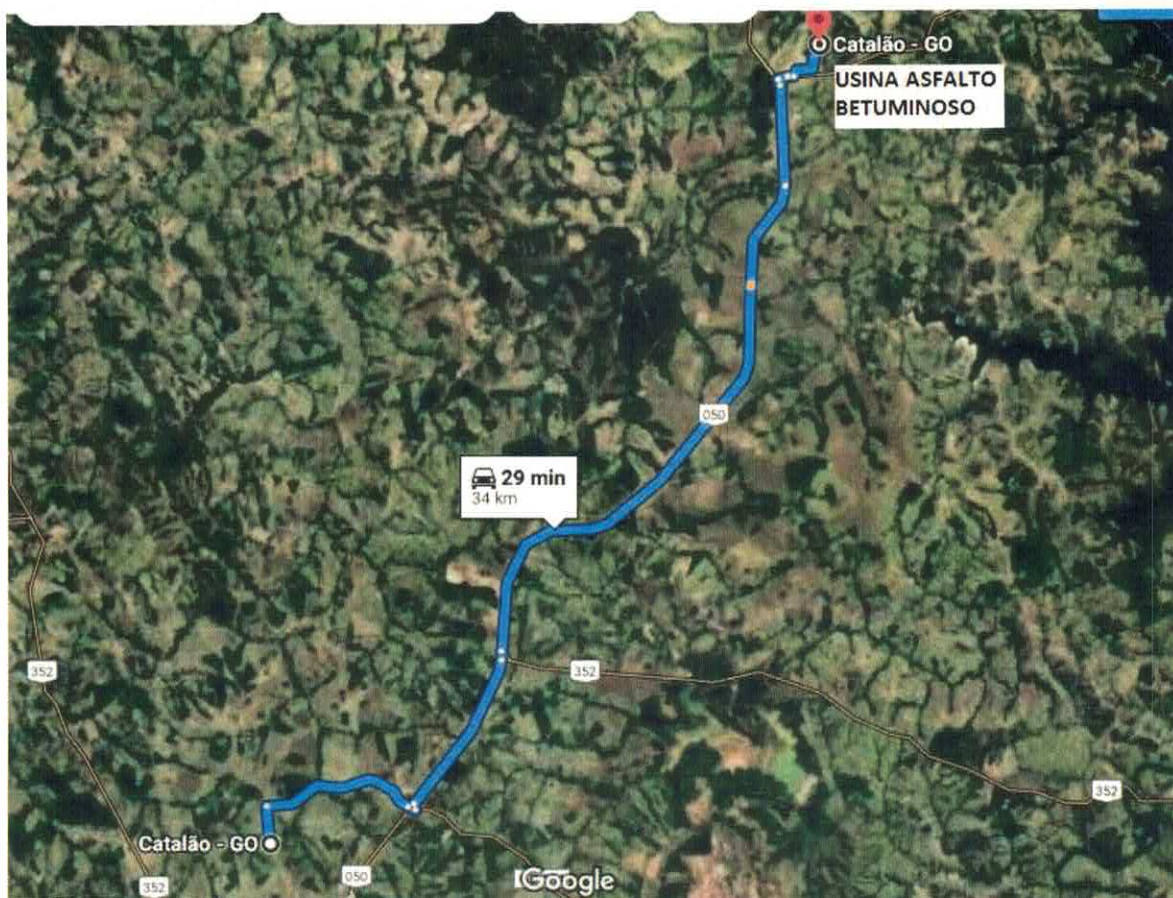 Catalão - GO
USINA ASFALTO
BETUMINOSO
050
29 min
34 km
352
352
352
Catalão - GO
050
352
Google